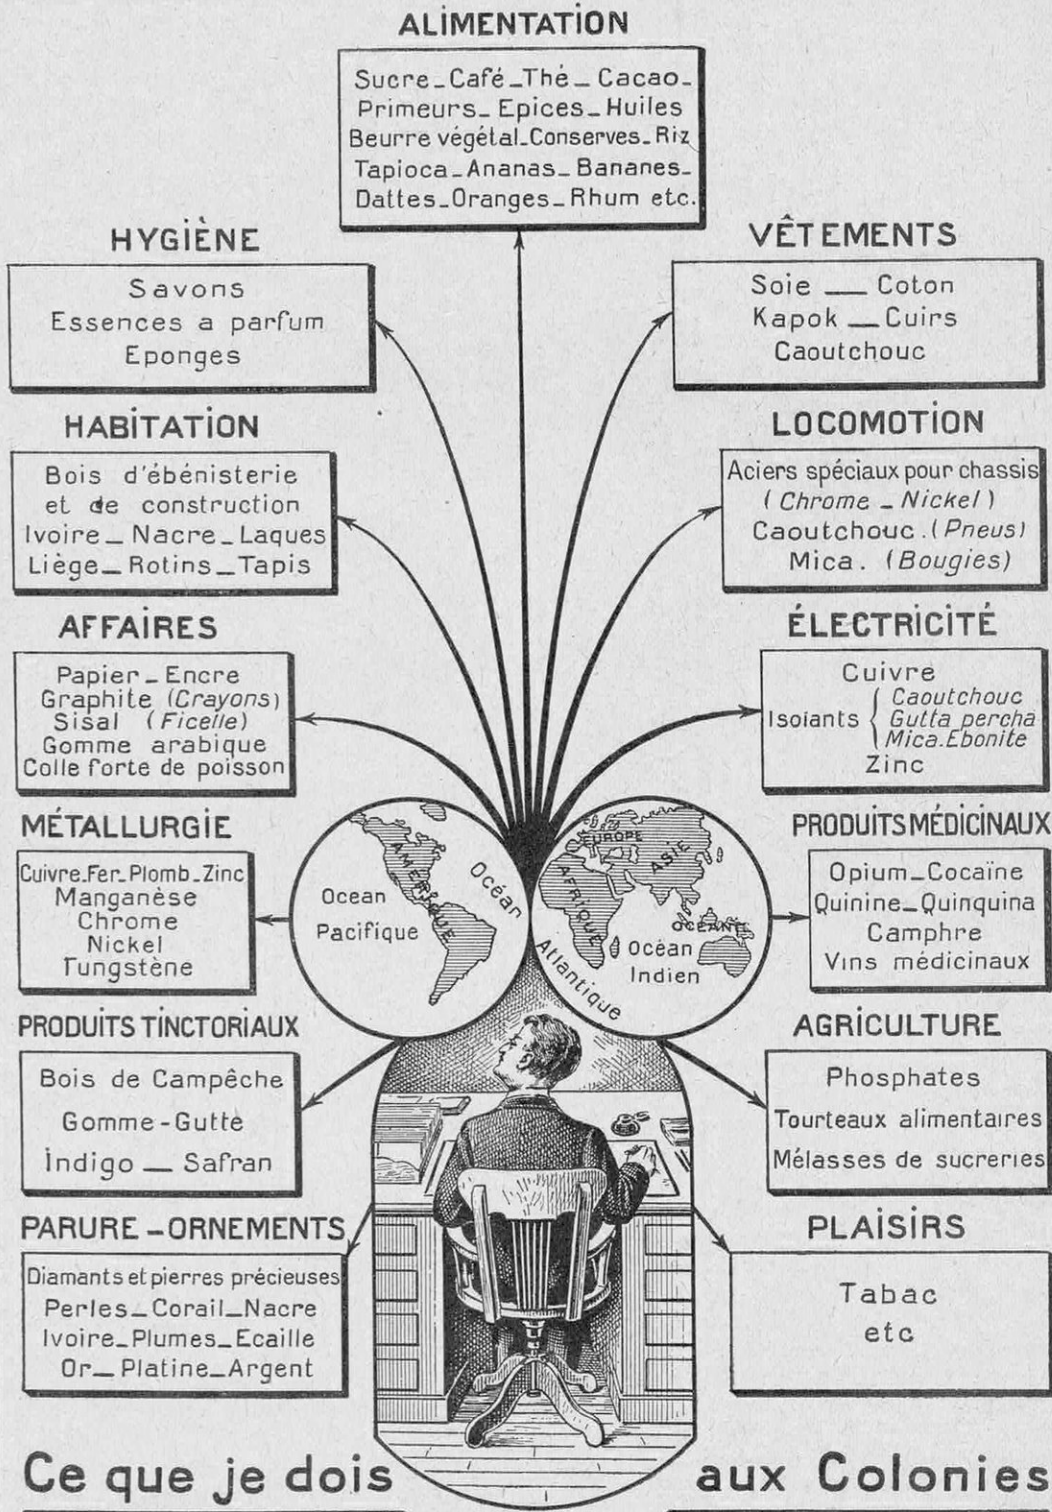 ALiMENTATiON
Sucre_Café_Thé_Cacao_
Primeurs_Epices_Huiles
Beurre végétal_Conserves_Riz
Tapioca_Ananas_Bananes_
Dattes_Oranges_Rhum etc.
HYGiÈNE
Savons
Essences a parfum
Eponges
VÊTEMENTS
Soie __ Coton
Kapok __ Cuirs
Caoutchouc
HABiTATiON
Bois d'ébénisterie
et de construction
Ivoire_Nacre_Laques
Liège_Rotins_Tapis
LOCOMOTiON
Aciers spéciaux pour chassis
(Chrome _ Nickel)
Caoutchouc.(Pneus)
Mica. (Bougies)
AFFAiRES
Papier_Encre
Graphite (Crayons)
Sisal (Ficelle)
Gomme arabique
Colle forte de poisson
ÉLECTRiCiTÉ
Cuivre
Isolants { Caoutchouc
Gutta percha
Mica.Ebonite
Zinc
MÉTALLURGiE
Cuivre_Fer_Plomb_Zinc
Manganèse
Chrome
Nickel
Tungstène
AMÉRiQUE
Ocean
Pacifique
Océan
Atlantique
EUROPE
ASiE
AFRiQUE
OCÉANiE
Océan
Indien
PRODUiTS MÉDiCiNAUX
Opium_Cocaïne
Quinine_Quinquina
Camphre
Vins médicinaux
PRODUiTS TiNCTORiAUX
Bois de Campêche
Gomme-Gutte
indigo __ Safran
AGRiCULTURE
Phosphates
Tourteaux alimentaires
Mélasses de sucreries
PARURE-ORNEMENTS
Diamants et pierres précieuses
Perles_Corail_Nacre
Ivoire_Plumes_Ecaille
Or_Platine_Argent
PLAiSiRS
Tabac
etc
Ce que je dois aux Colonies